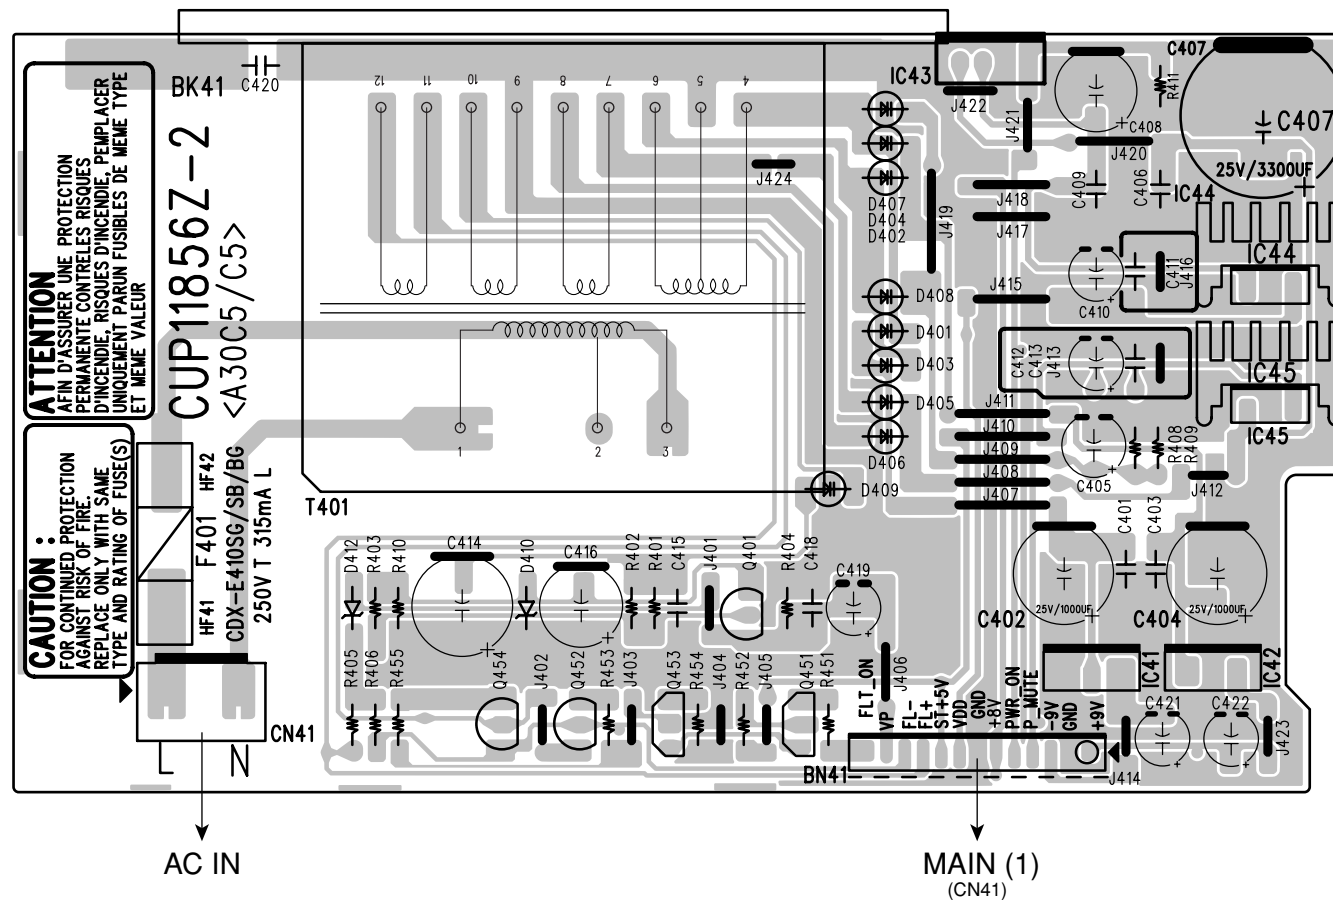 ATTENTION
AFIN D'ASSURER UNE PROTECTION
PERMANENTE CONTRELES RISQUES
D'INCENDIE, RISQUES D'INCENDIE, PEMPLACER
UNIQUEMENT PARUN FUSIBLES DE MEME TYPE
ET MEME VALEUR
CAUTION :
FOR CONTINUED PROTECTION
AGAINST RISK OF FIRE.
REPLACE ONLY WITH SAME
TYPE AND RATING OF FUSE(S)
BK41
C420
CUP11856Z-2
<A30C5/C5>
HF42
F401
HF41
CDX-E410SG/SB/BG
250V T 315mA L
CN41
L N
AC IN
12 11 10 9 8 7 6 5 4
1 2 3
T401
J424
D407
D404
D402
D408
D401
D403
D405
D406
D409
IC43
J422
J421
J419
J420
J418
J417
J415
C408
R411
C407
C407
25V/3300UF
C409
C406
IC44
IC44
C410
C411
J416
C412
C413
J413
IC45
IC45
J411
J410
J409
J408
J407
C405
R408
R409
J412
C401
C403
C402
25V/1000UF
C404
25V/1000UF
IC41
IC42
C421
C422
J423
J414
D412
R403
R410
C414
D410
C416
R402
R401
C415
J401
Q401
R404
C418
C419
R405
R406
R455
Q454
J402
Q452
R453
J403
Q453
R454
J404
R452
J405
Q451
R451
J406
FLT_ON
VP
FL-
FL+
ST+5V
VDD
GND
+8V
PWR_ON
P_MUTE
-9V
GND
+9V
BN41
MAIN (1)
(CN41)